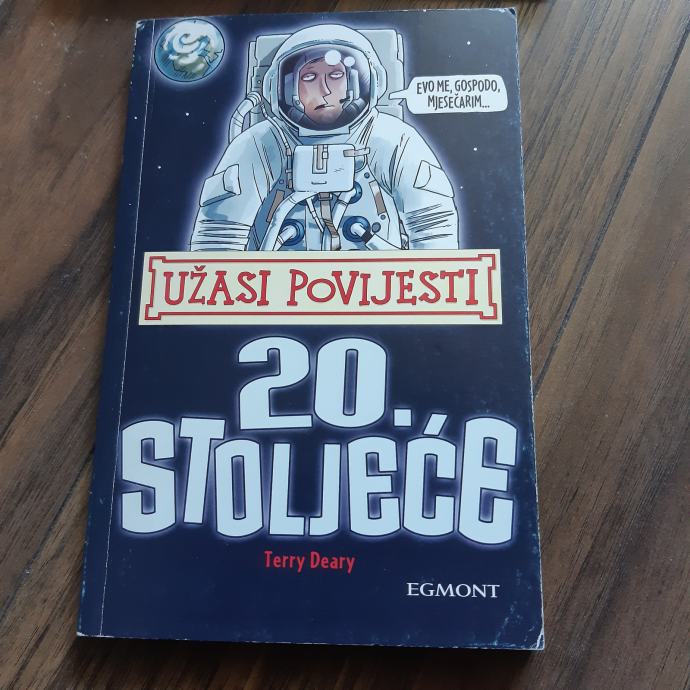 EVO ME, GOSPODO,
MJESEČARIM...
UŽASI POVIJESTI
20.
STOLJEĆE
Terry Deary
EGMONT